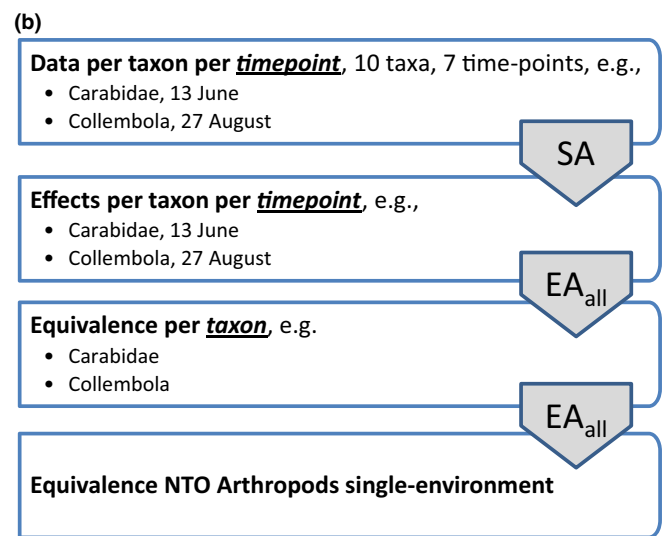 (b)
Data per taxon per timepoint, 10 taxa, 7 time-points, e.g.,
• Carabidae, 13 June
• Collembola, 27 August
SA
Effects per taxon per timepoint, e.g.,
• Carabidae, 13 June
• Collembola, 27 August
EAall
Equivalence per taxon, e.g.
• Carabidae
• Collembola
EAall
Equivalence NTO Arthropods single-environment